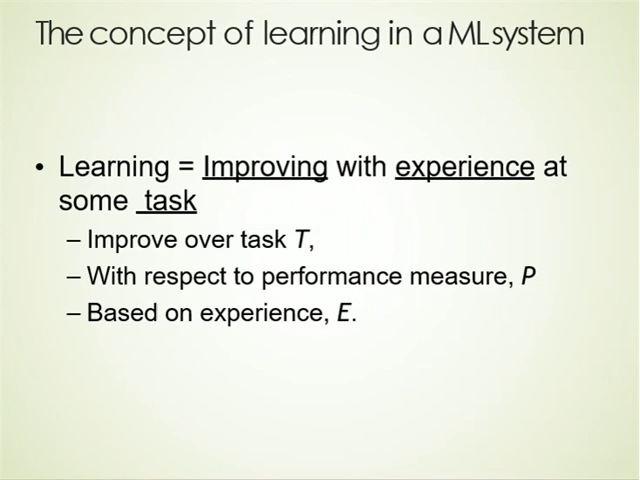 The concept of learning in a ML system
• Learning = Improving with experience at
some task
– Improve over task T,
– With respect to performance measure, P
– Based on experience, E.